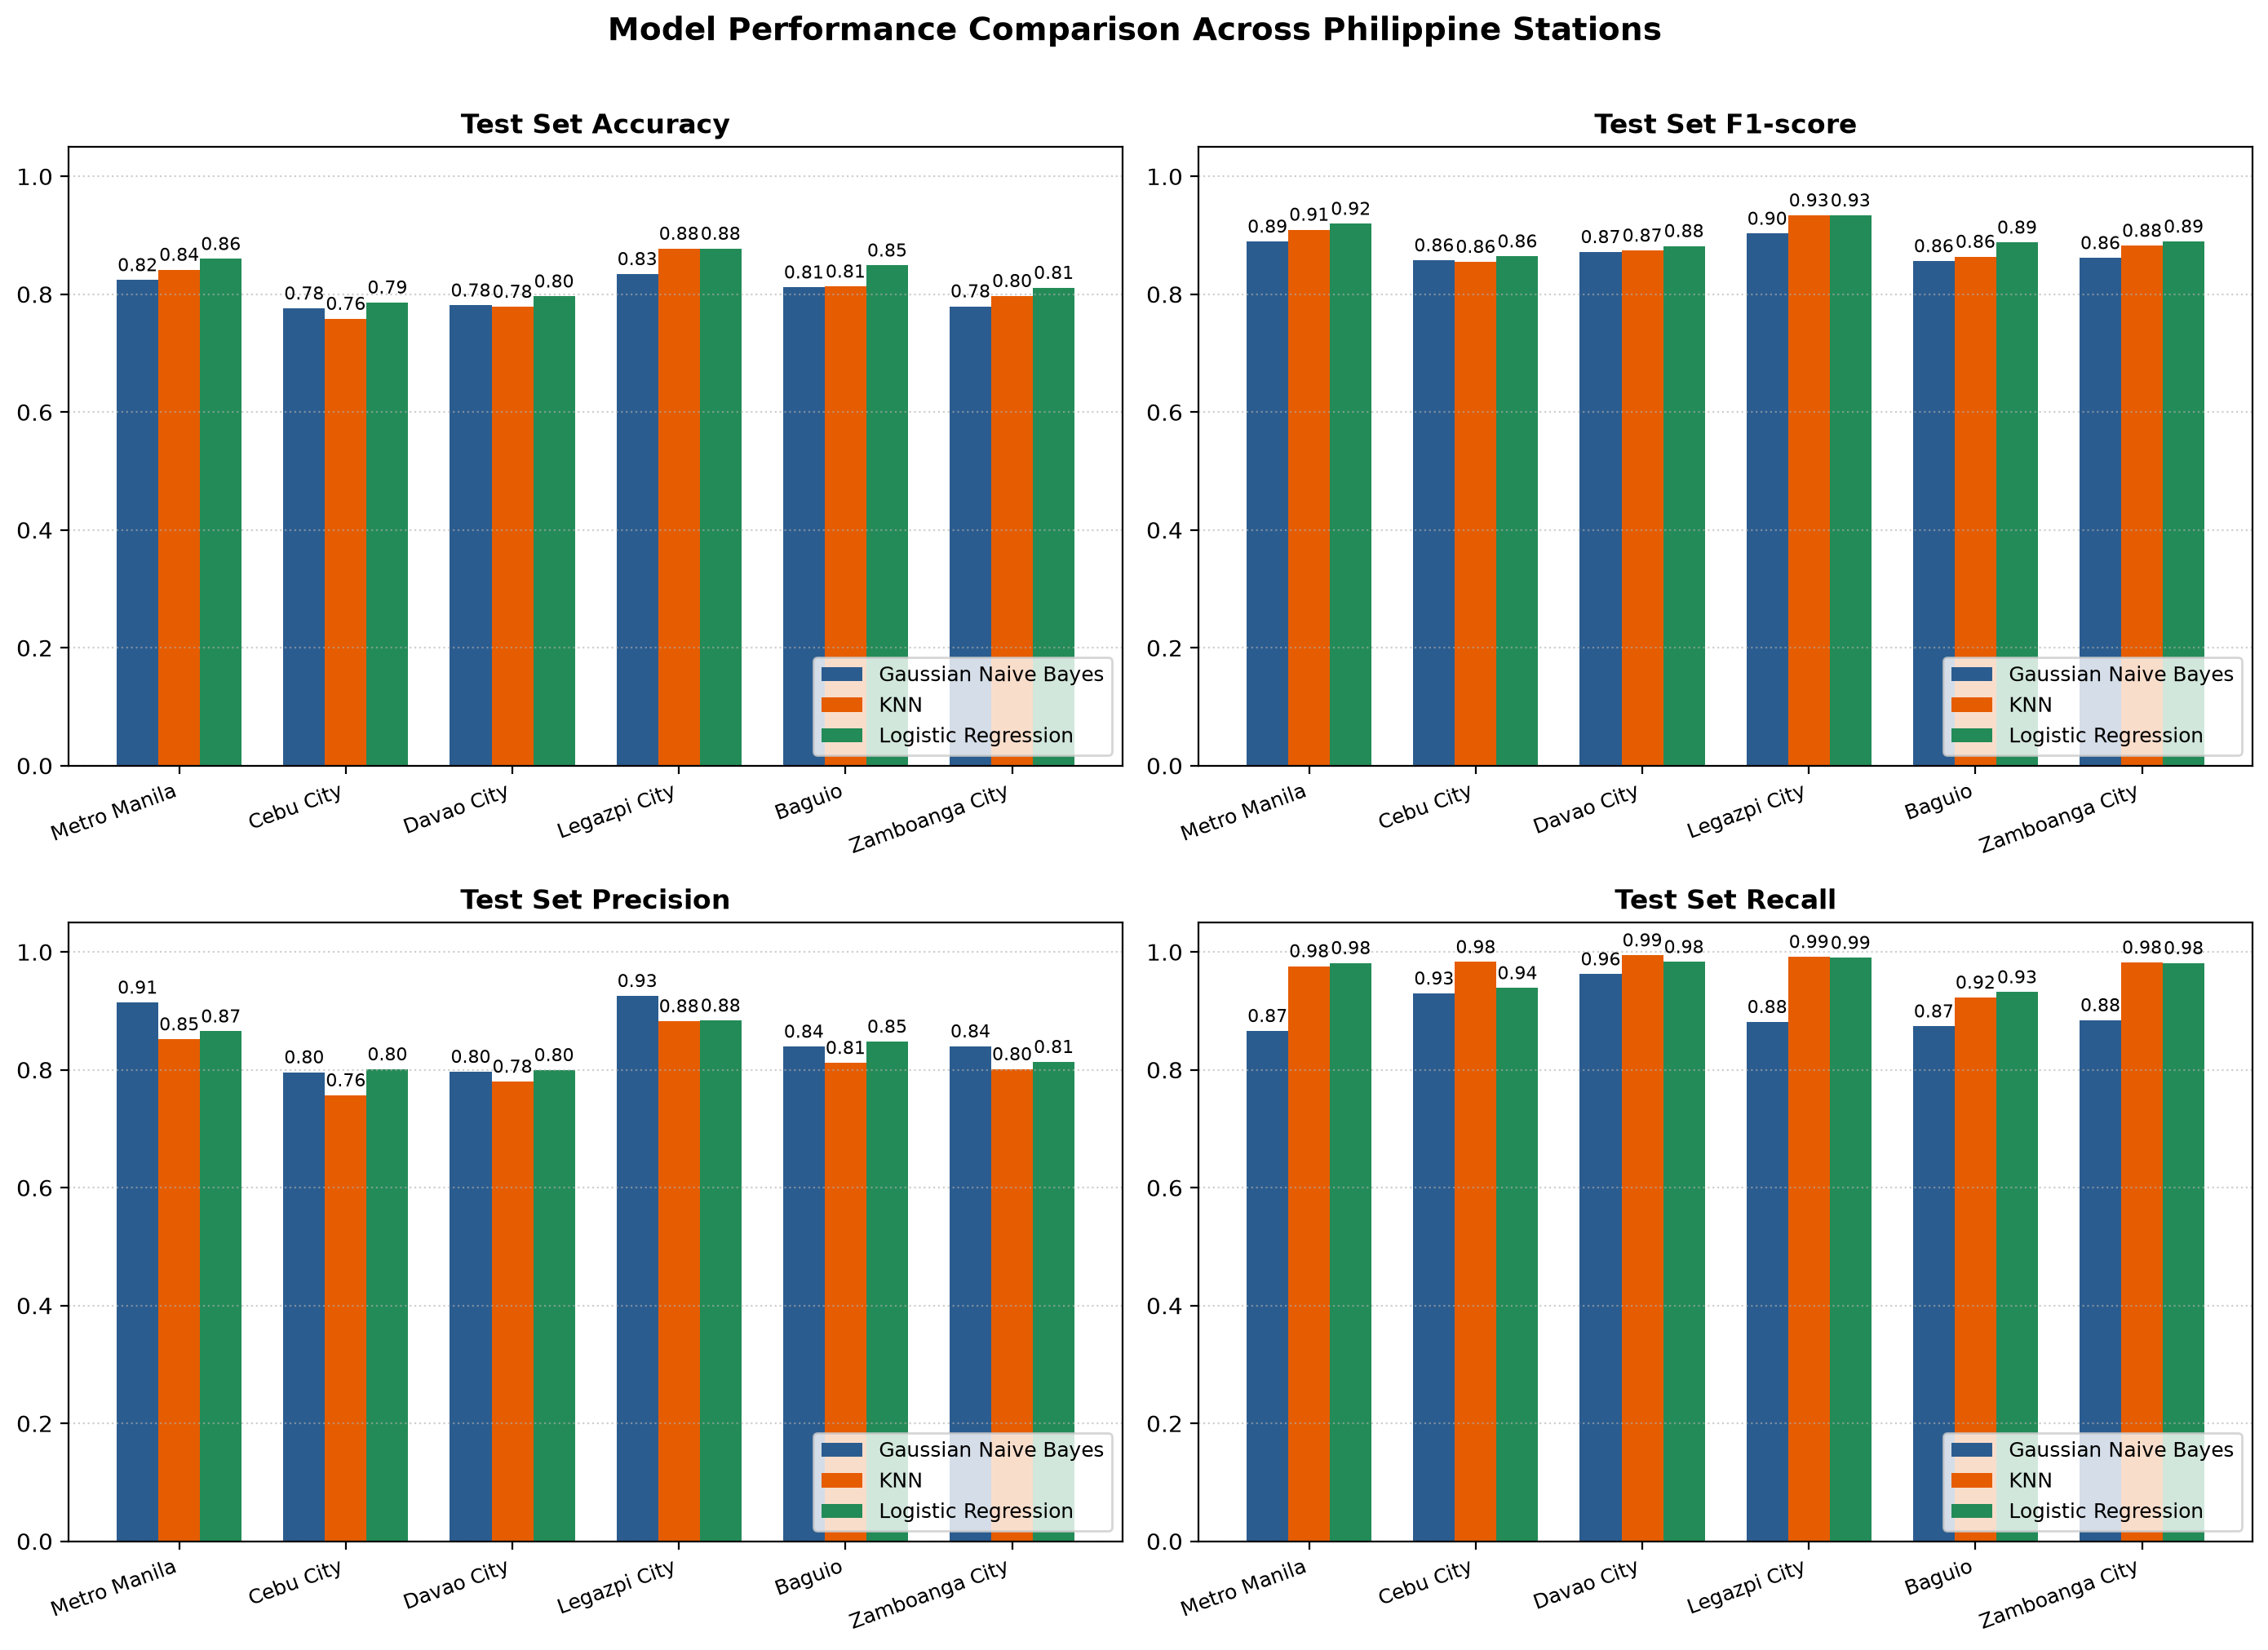 Model Performance Comparison Across Philippine Stations
Test Set Accuracy
1.0
0.8
0.6
0.4
0.2
0.0
0.82 0.84 0.86
0.78 0.76 0.79
0.78 0.78 0.80
0.83 0.88 0.88
0.81 0.81 0.85
0.78 0.80 0.81
Gaussian Naive Bayes
KNN
Logistic Regression
Metro Manila
Cebu City
Davao City
Legazpi City
Baguio
Zamboanga City
Test Set F1-score
1.0
0.8
0.6
0.4
0.2
0.0
0.89 0.91 0.92
0.86 0.86 0.86
0.87 0.87 0.88
0.90 0.93 0.93
0.86 0.86 0.89
0.86 0.88 0.89
Gaussian Naive Bayes
KNN
Logistic Regression
Metro Manila
Cebu City
Davao City
Legazpi City
Baguio
Zamboanga City
Test Set Precision
1.0
0.8
0.6
0.4
0.2
0.0
0.91 0.85 0.87
0.80 0.76 0.80
0.80 0.78 0.80
0.93 0.88 0.88
0.84 0.81 0.85
0.84 0.80 0.81
Gaussian Naive Bayes
KNN
Logistic Regression
Metro Manila
Cebu City
Davao City
Legazpi City
Baguio
Zamboanga City
Test Set Recall
1.0
0.8
0.6
0.4
0.2
0.0
0.87 0.98 0.98
0.93 0.98 0.94
0.96 0.99 0.98
0.88 0.99 0.99
0.87 0.92 0.93
0.88 0.98 0.98
Gaussian Naive Bayes
KNN
Logistic Regression
Metro Manila
Cebu City
Davao City
Legazpi City
Baguio
Zamboanga City